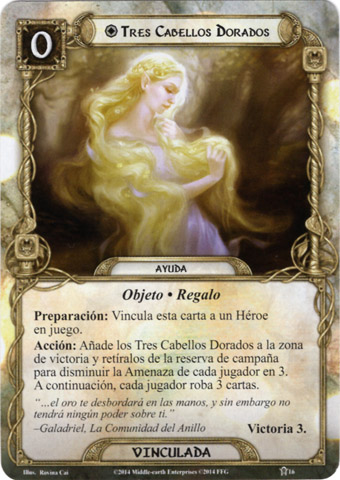 0
Tres Cabellos Dorados
AYUDA
Objeto • Regalo
Preparación: Vincula esta carta a un Héroe
en juego.
Acción: Añade los Tres Cabellos Dorados a la zona
de victoria y retíralos de la reserva de campaña
para disminuir la Amenaza de cada jugador en 3.
A continuación, cada jugador roba 3 cartas.
“...el oro te desbordará en las manos, y sin embargo no
tendrá ningún poder sobre ti.”
–Galadriel, La Comunidad del Anillo Victoria 3.
VINCULADA
Illus. Ravina Cai ©2014 Middle-earth Enterprises ©2014 FFG 16